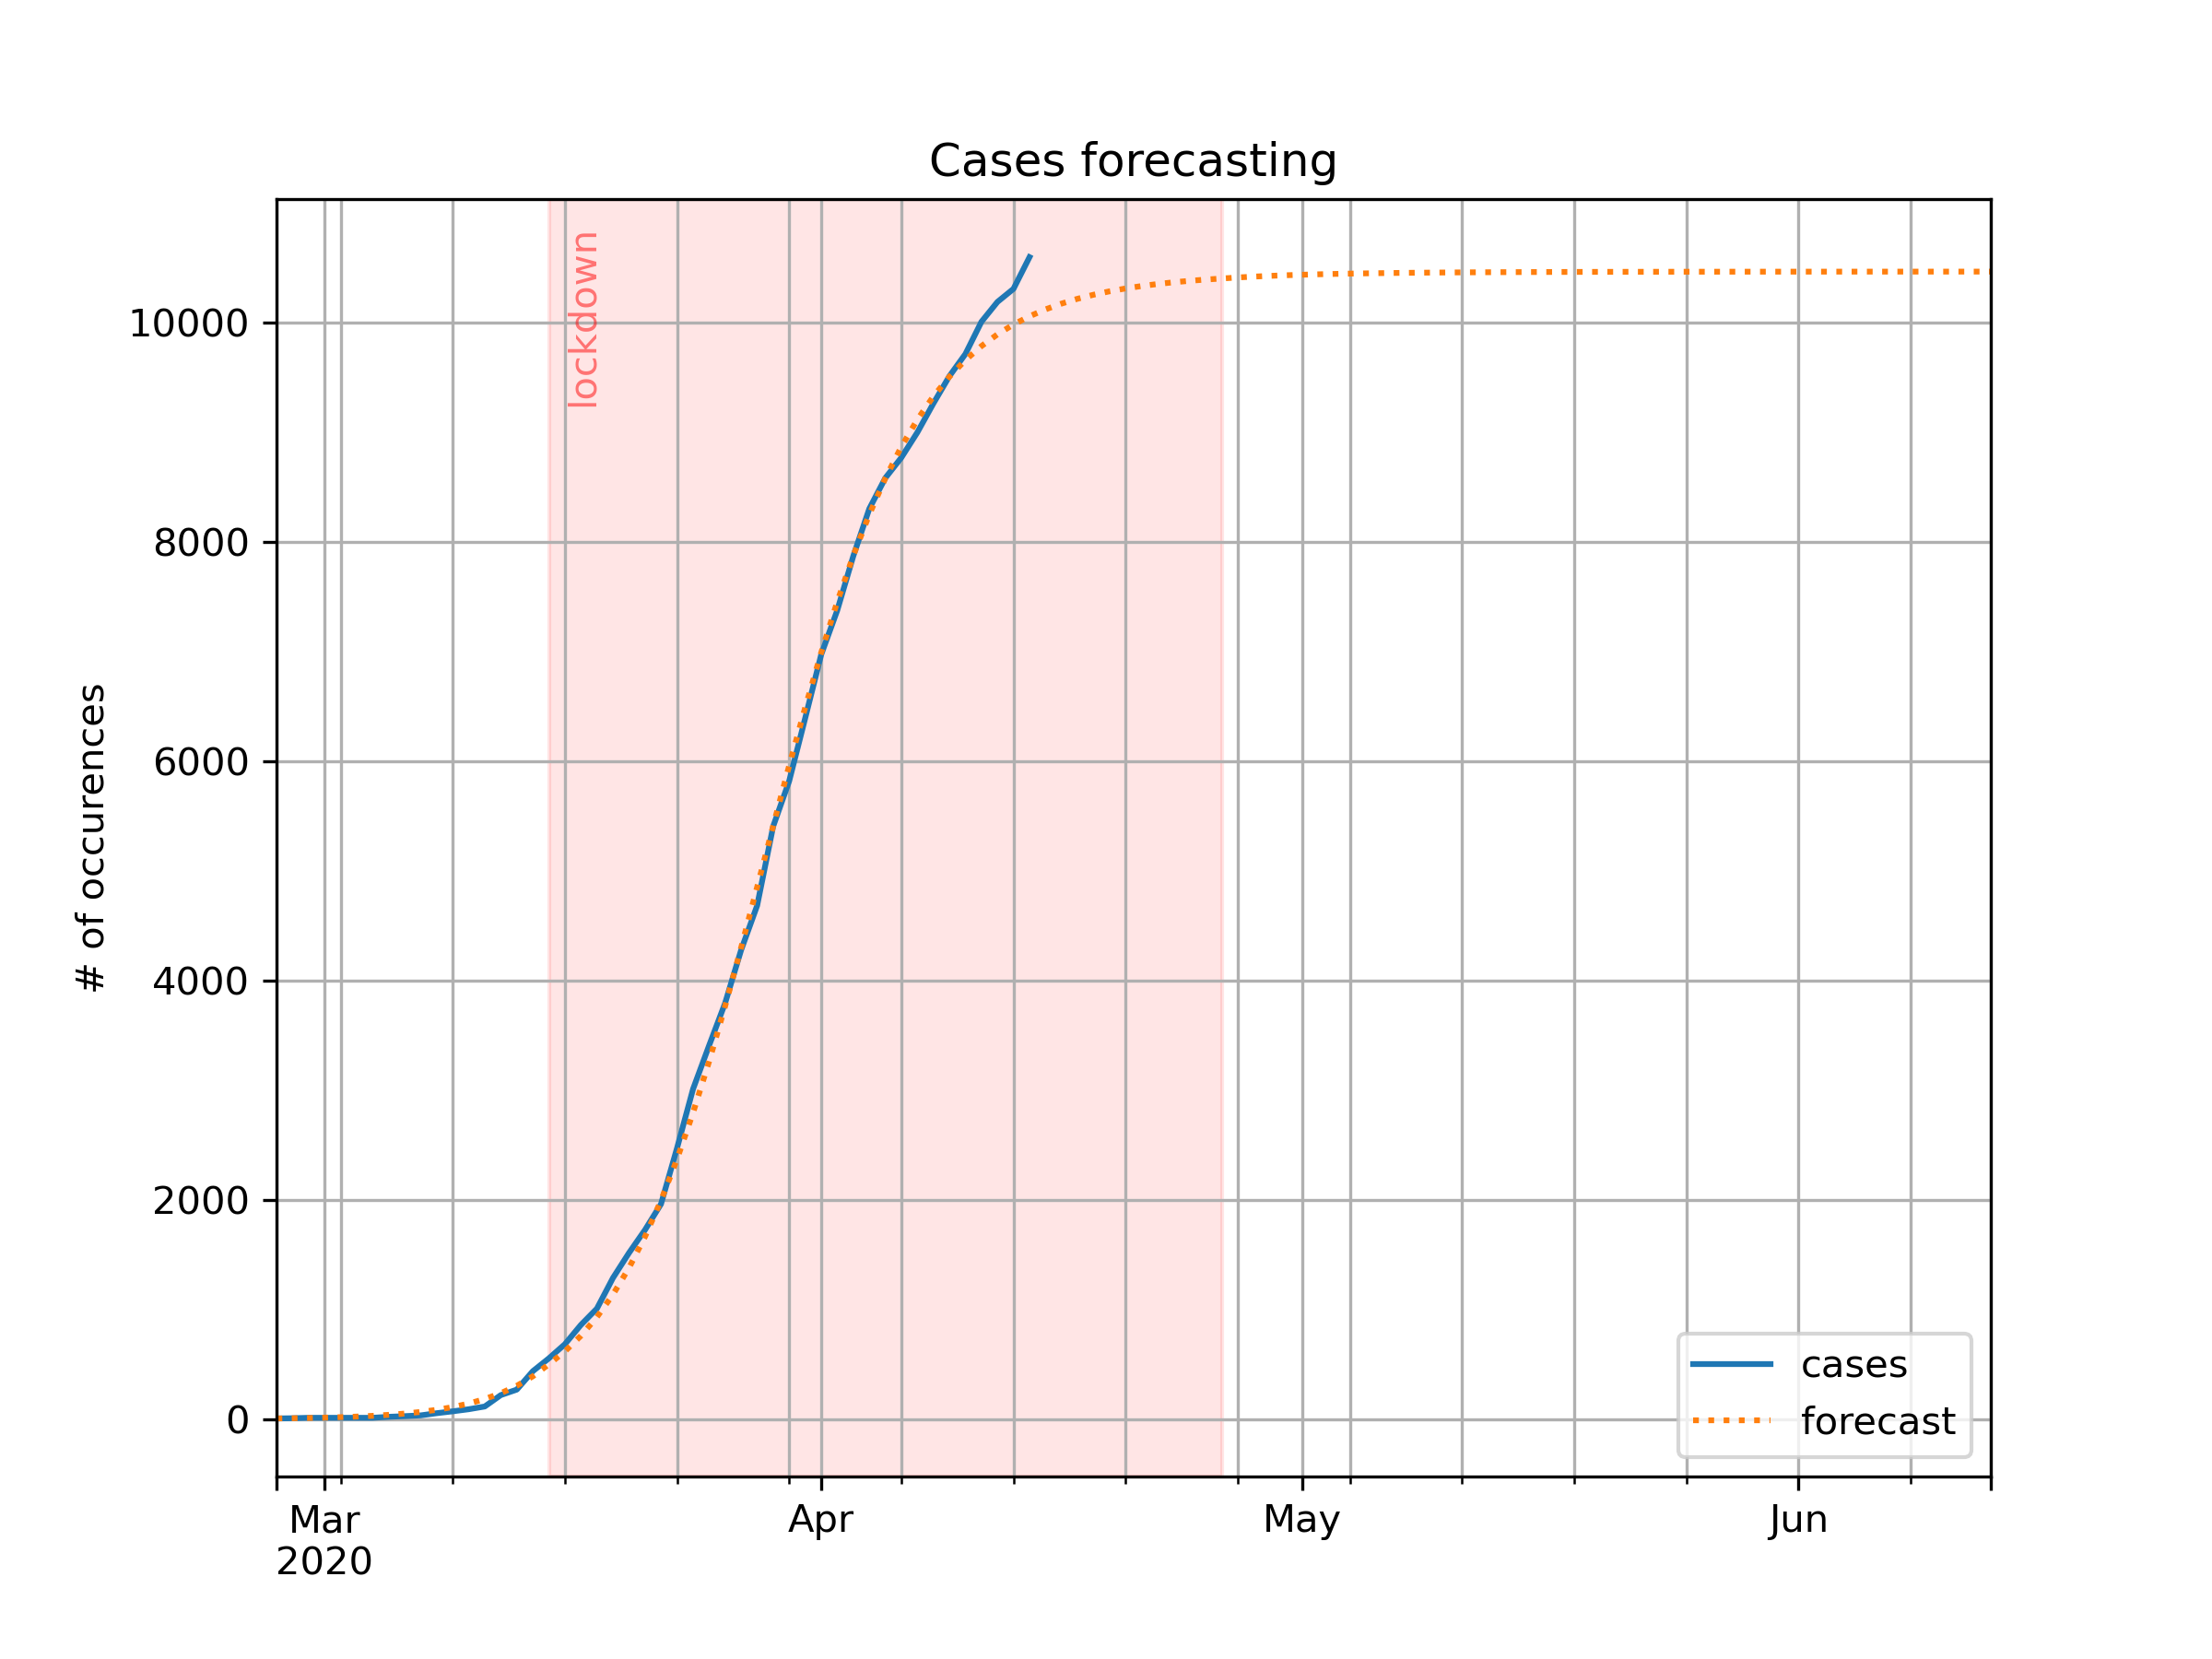 Cases forecasting
lockdown
# of occurences
10000
8000
6000
4000
2000
0
Mar
2020
Apr
May
Jun
cases
forecast